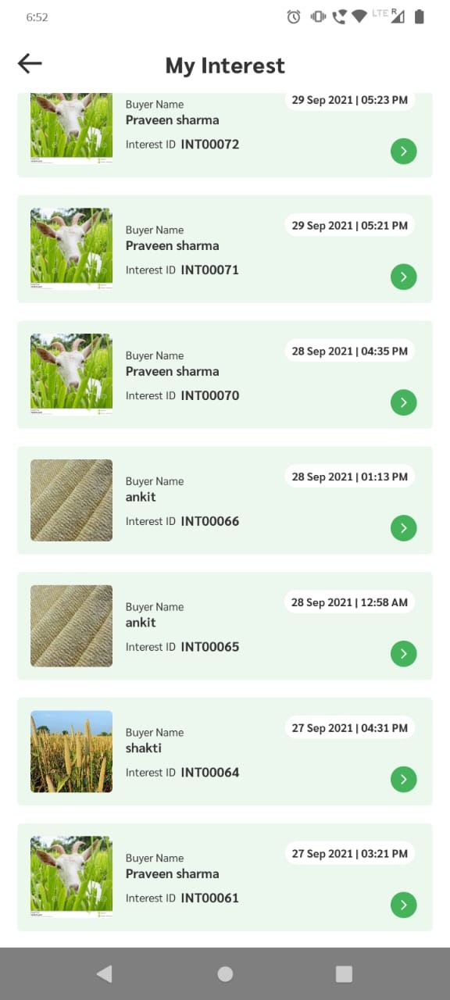 6:52
LTE R
My Interest
29 Sep 2021 | 05:23 PM
Buyer Name
Praveen sharma
Interest ID INT00072
29 Sep 2021 | 05:21 PM
Buyer Name
Praveen sharma
Interest ID INT00071
28 Sep 2021 | 04:35 PM
Buyer Name
Praveen sharma
Interest ID INT00070
28 Sep 2021 | 01:13 PM
Buyer Name
ankit
Interest ID INT00066
28 Sep 2021 | 12:58 AM
Buyer Name
ankit
Interest ID INT00065
27 Sep 2021 | 04:31 PM
Buyer Name
shakti
Interest ID INT00064
27 Sep 2021 | 03:21 PM
Buyer Name
Praveen sharma
Interest ID INT00061